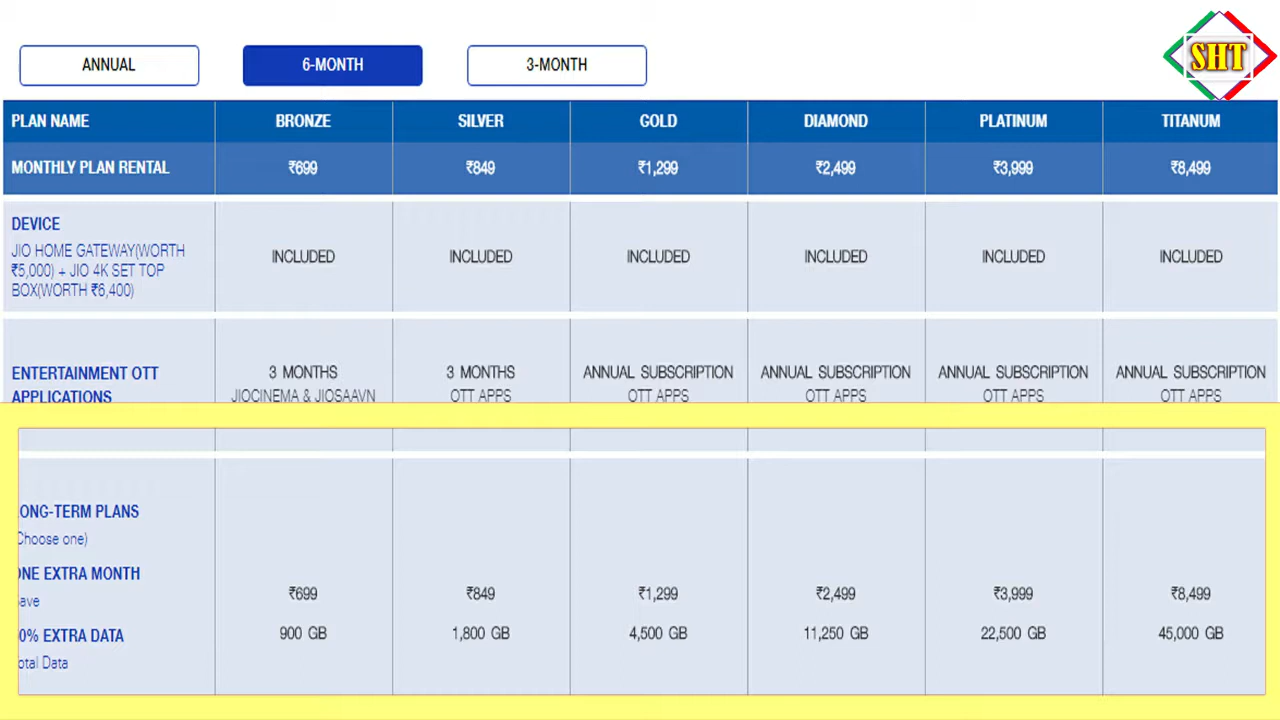 SHT
ANNUAL 6-MONTH 3-MONTH
PLAN NAME BRONZE SILVER GOLD DIAMOND PLATINUM TITANUM
MONTHLY PLAN RENTAL ₹699 ₹849 ₹1,299 ₹2,499 ₹3,999 ₹8,499
DEVICE
JIO HOME GATEWAY(WORTH
₹5,000) + JIO 4K SET TOP
BOX(WORTH ₹6,400)
INCLUDED INCLUDED INCLUDED INCLUDED INCLUDED INCLUDED
ENTERTAINMENT OTT 3 MONTHS 3 MONTHS ANNUAL SUBSCRIPTION ANNUAL SUBSCRIPTION ANNUAL SUBSCRIPTION ANNUAL SUBSCRIPTION
APPLICATIONS JIOCINEMA & JIOSAAVN OTT APPS OTT APPS OTT APPS OTT APPS OTT APPS
ONG-TERM PLANS
Choose one)
NE EXTRA MONTH
ave ₹699 ₹849 ₹1,299 ₹2,499 ₹3,999 ₹8,499
0% EXTRA DATA 900 GB 1,800 GB 4,500 GB 11,250 GB 22,500 GB 45,000 GB
otal Data